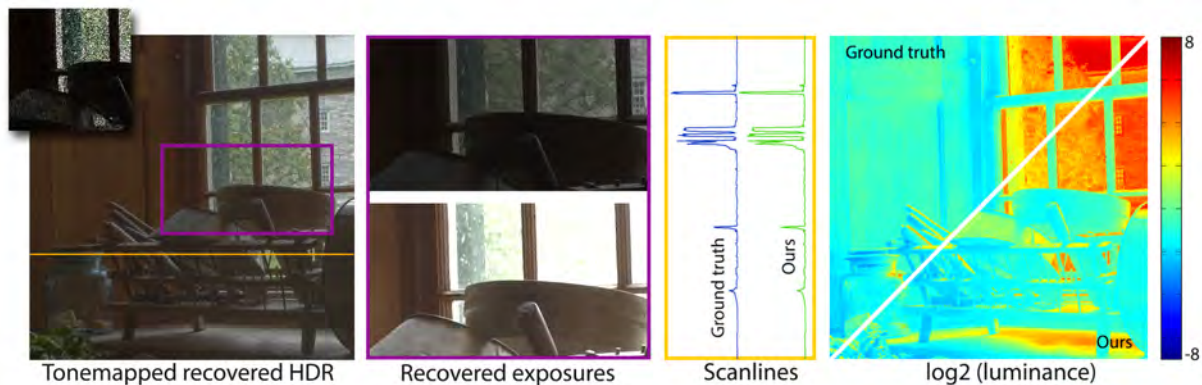 Ground truth
8
Ground truth
Ours
Ours
-8
Tonemapped recovered HDR
Recovered exposures
Scanlines
log2 (luminance)